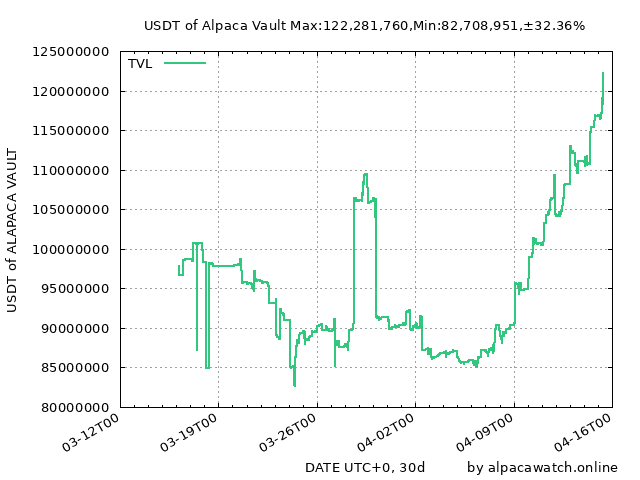 USDT of Alpaca Vault Max:122,281,760,Min:82,708,951,±32.36%
TVL
125000000
120000000
115000000
110000000
105000000
100000000
95000000
90000000
85000000
80000000
USDT of ALAPACA VAULT
03-12T00
03-19T00
03-26T00
04-02T00
04-09T00
04-16T00
DATE UTC+0, 30d
by alpacawatch.online